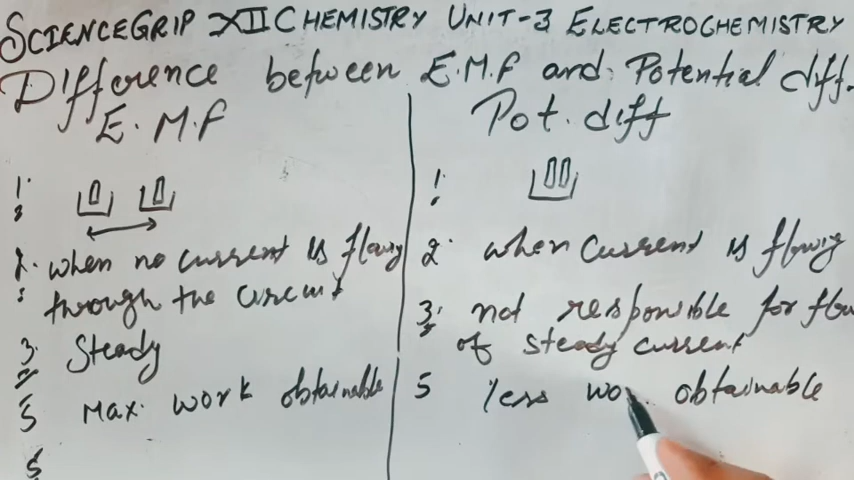 SCIENCEGRIP XII CHEMISTRY UNIT-3 ELECTROCHEMISTRY
Difference between E.M.F and Potential diff.
E.M.F
1.
2. when no current is flowing
through the circuit
3. Steady
5 Max. work obtainable
5
Pot. diff
1.
2. when current is flowing
3. not responsible for flow
of steady current
5 less wo obtainable